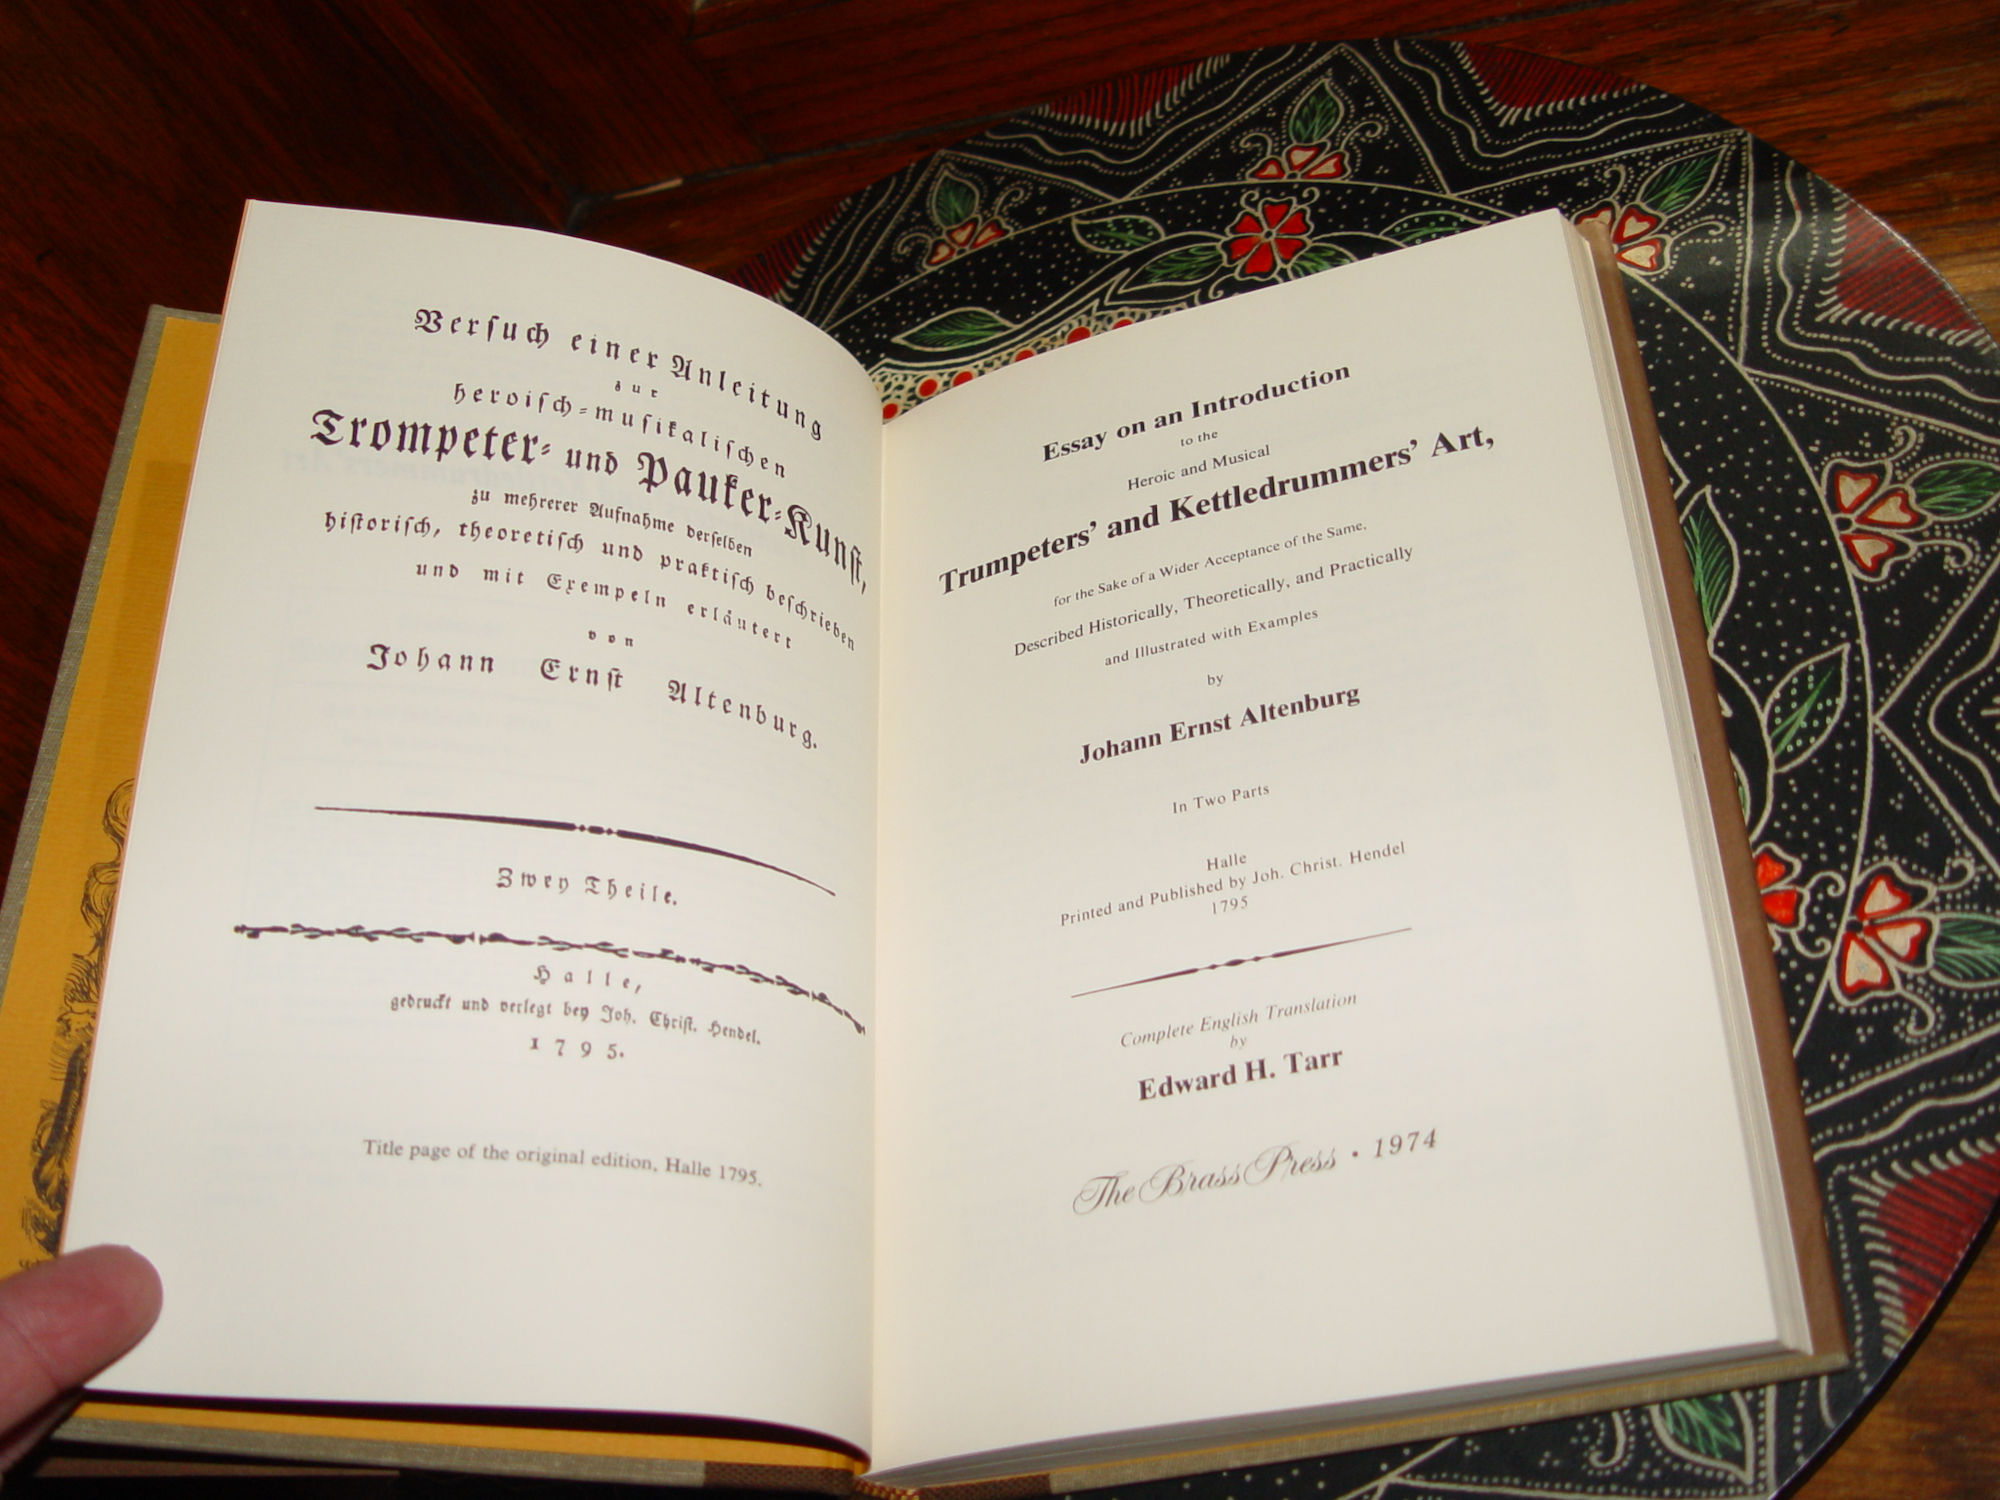 Verſuch einer Anleitung
zur
heroiſch-muſikaliſchen
Trompeter- und Pauker-Kunſt,
zu mehrerer Aufnahme derſelben
hiſtoriſch, theoretiſch und praktiſch beſchrieben
und mit Exempeln erläutert
von
Johann Ernſt Altenburg.
Zwey Theile.
Halle,
gedruckt und verlegt bey Joh. Chriſt. Hendel.
1795.
Title page of the original edition, Halle 1795.
Essay on an Introduction
to the
Heroic and Musical
Trumpeters' and Kettledrummers' Art,
for the Sake of a Wider Acceptance of the Same,
Described Historically, Theoretically, and Practically
and Illustrated with Examples
by
Johann Ernst Altenburg
In Two Parts
Halle
Printed and Published by Joh. Christ. Hendel
1795
Complete English Translation
by
Edward H. Tarr
The Brass Press • 1974